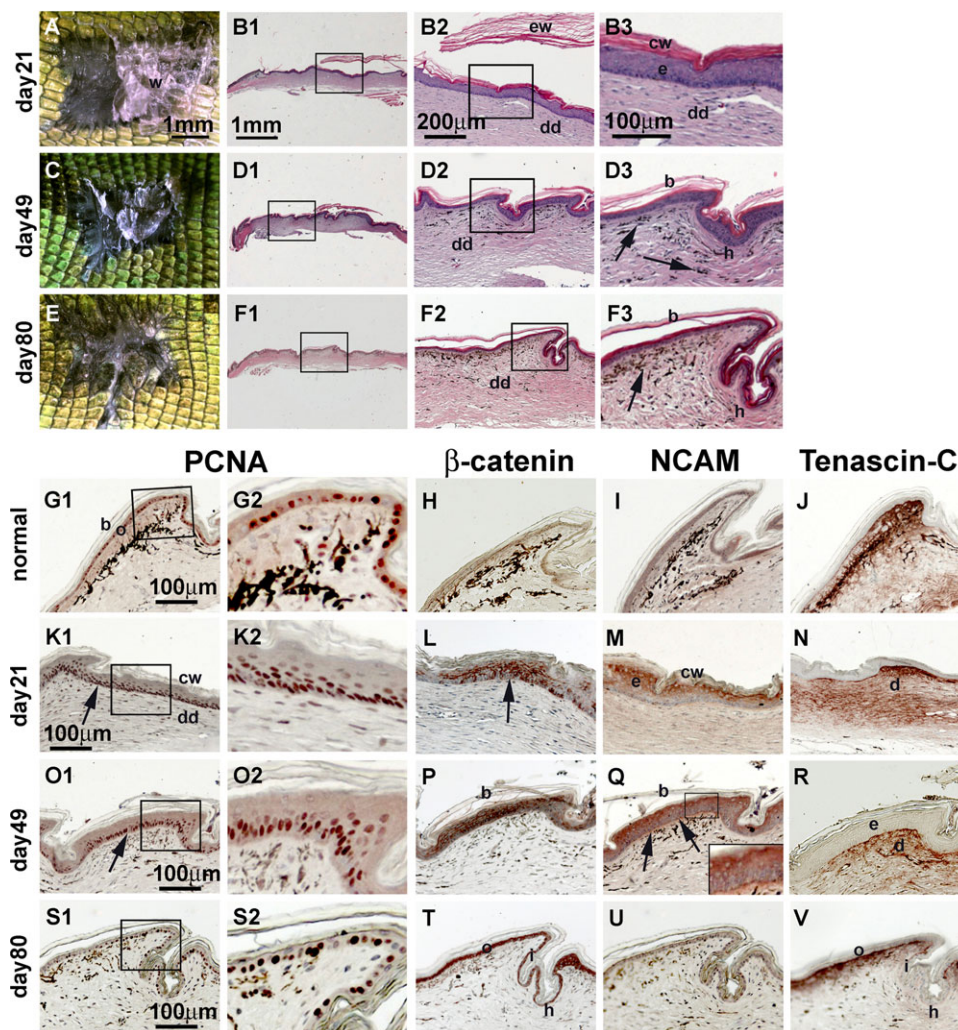 day21
A
w
1mm
B1
1mm
B2
ew
200μm
dd
B3
cw
e
dd
100μm
day49
C
D1
D2
dd
D3
b
h
day80
E
F1
F2
dd
F3
b
h
PCNA
β-catenin
NCAM
Tenascin-C
normal
G1
b
o
100μm
G2
H
I
J
day21
K1
cw
dd
100μm
K2
L
M
cw
e
N
d
day49
O1
100μm
O2
P
b
Q
b
R
e
d
day80
S1
100μm
S2
T
o
i
h
U
V
o
i
h